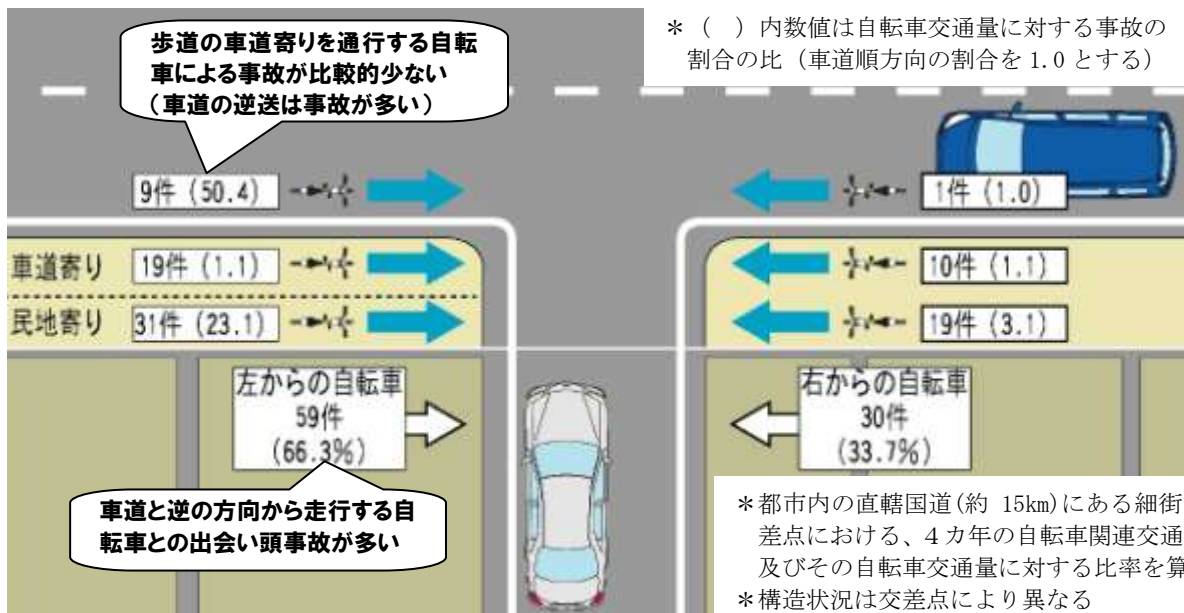 歩道の車道寄りを通行する自転
車による事故が比較的少ない
（車道の逆送は事故が多い）
＊（　）内数値は自転車交通量に対する事故の
割合の比（車道順方向の割合を 1.0 とする）
9件（50.4）
1件（1.0）
車道寄り
19件（1.1）
10件（1.1）
民地寄り
31件（23.1）
19件（3.1）
左からの自転車
59件
（66.3%）
右からの自転車
30件
（33.7%）
車道と逆の方向から走行する自
転車との出会い頭事故が多い
＊都市内の直轄国道(約 15km)にある細街
差点における、４カ年の自転車関連交通
及びその自転車交通量に対する比率を算
＊構造状況は交差点により異なる